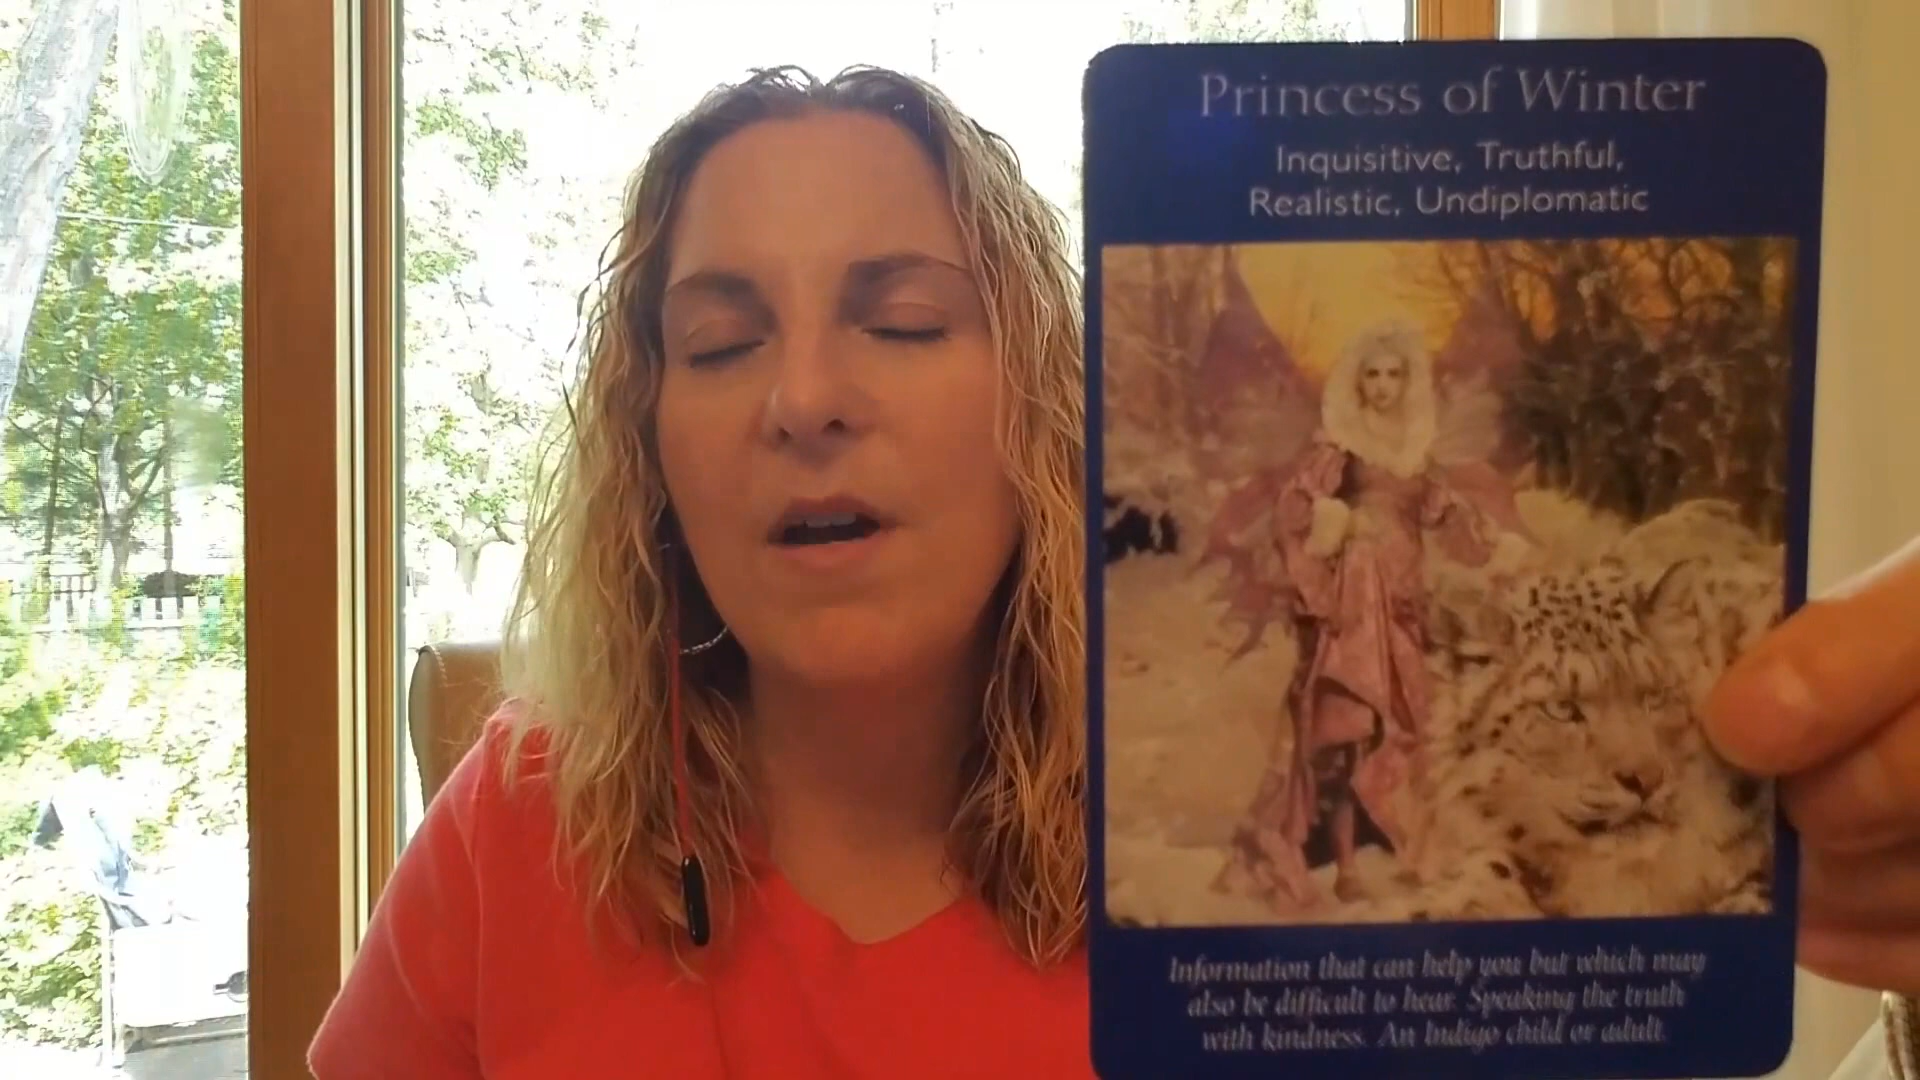 Princess of Winter
Inquisitive, Truthful,
Realistic, Undiplomatic
Information that can help you but which may
also be difficult to hear. Speaking the truth
with kindness. An Indigo child or adult.